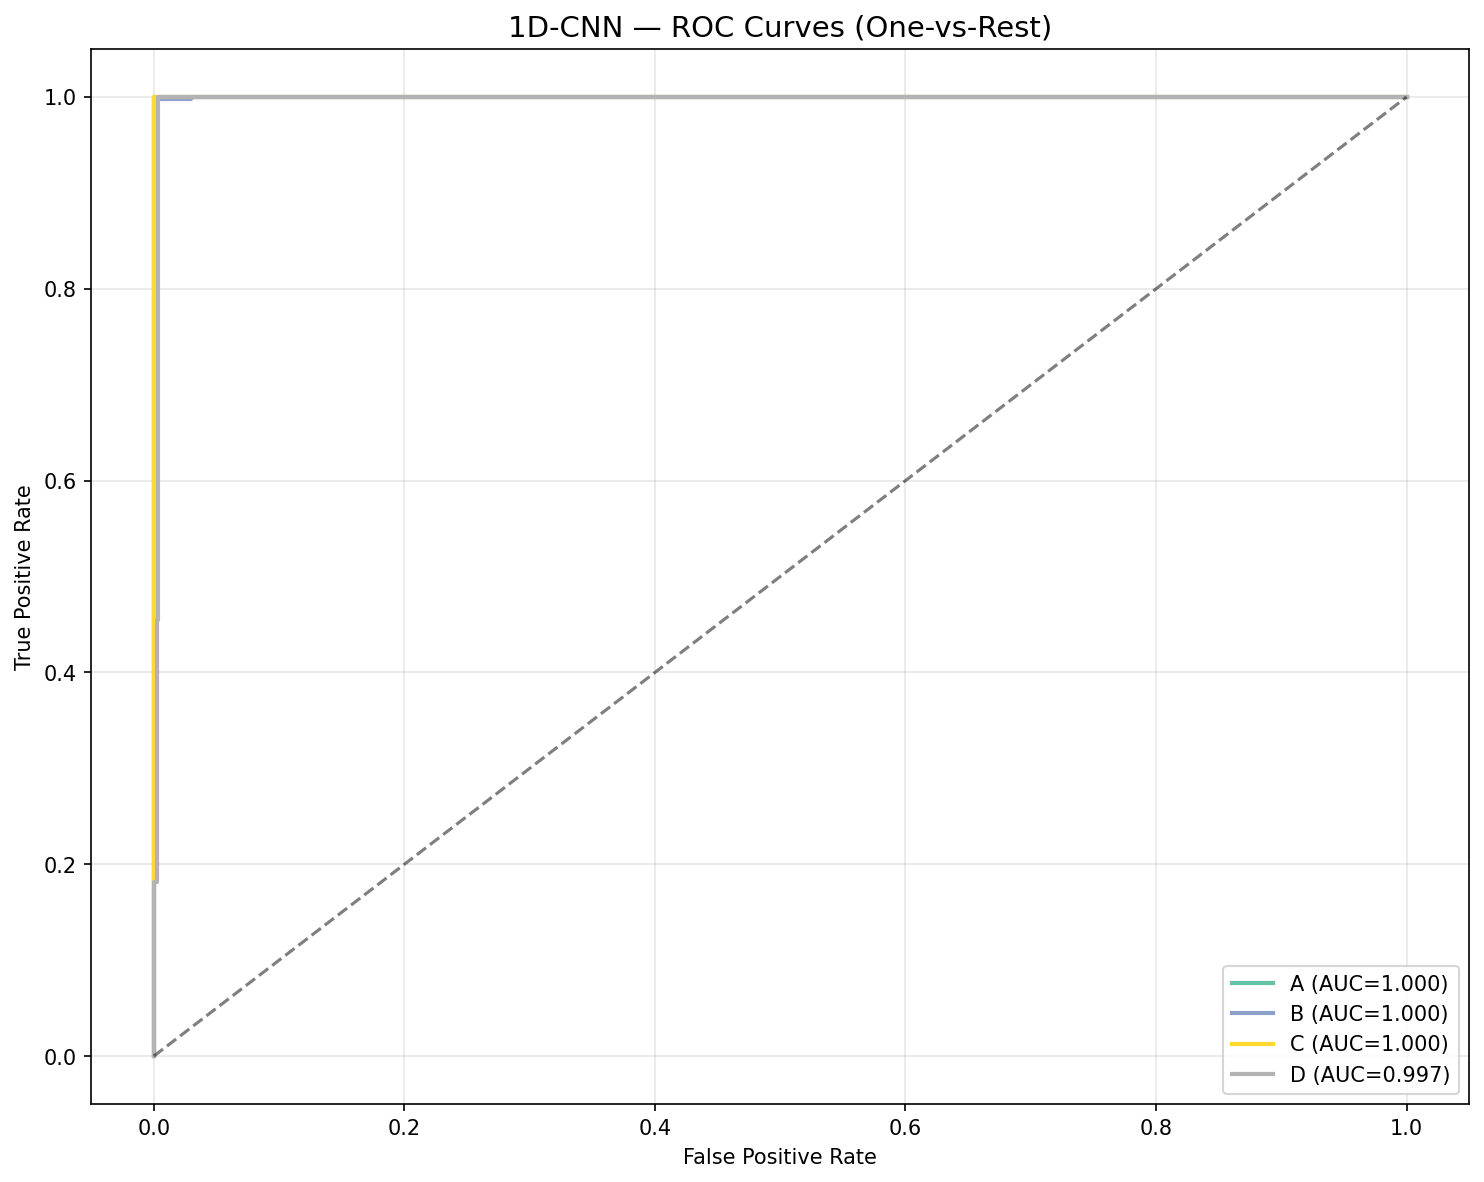 1D-CNN — ROC Curves (One-vs-Rest)
1.0
0.8
0.6
0.4
0.2
0.0
True Positive Rate
A (AUC=1.000)
B (AUC=1.000)
C (AUC=1.000)
D (AUC=0.997)
0.0 0.2 0.4 0.6 0.8 1.0
False Positive Rate